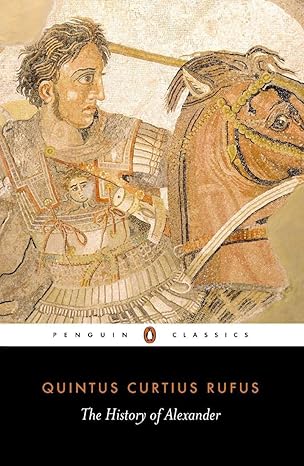 PENGUIN CLASSICS
QUINTUS CURTIUS RUFUS
The History of Alexander